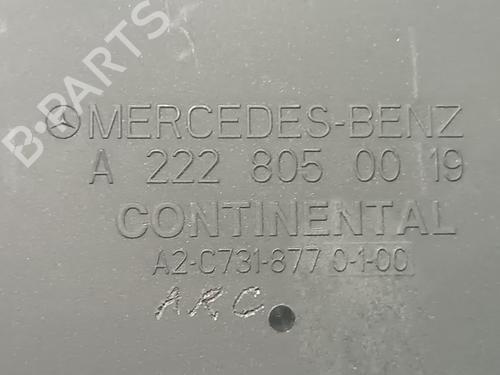 B-PARTS
MERCEDES-BENZ
A 222 805 00 19
CONTINENTAL
A2-C731-877 0-1-00
ARC.